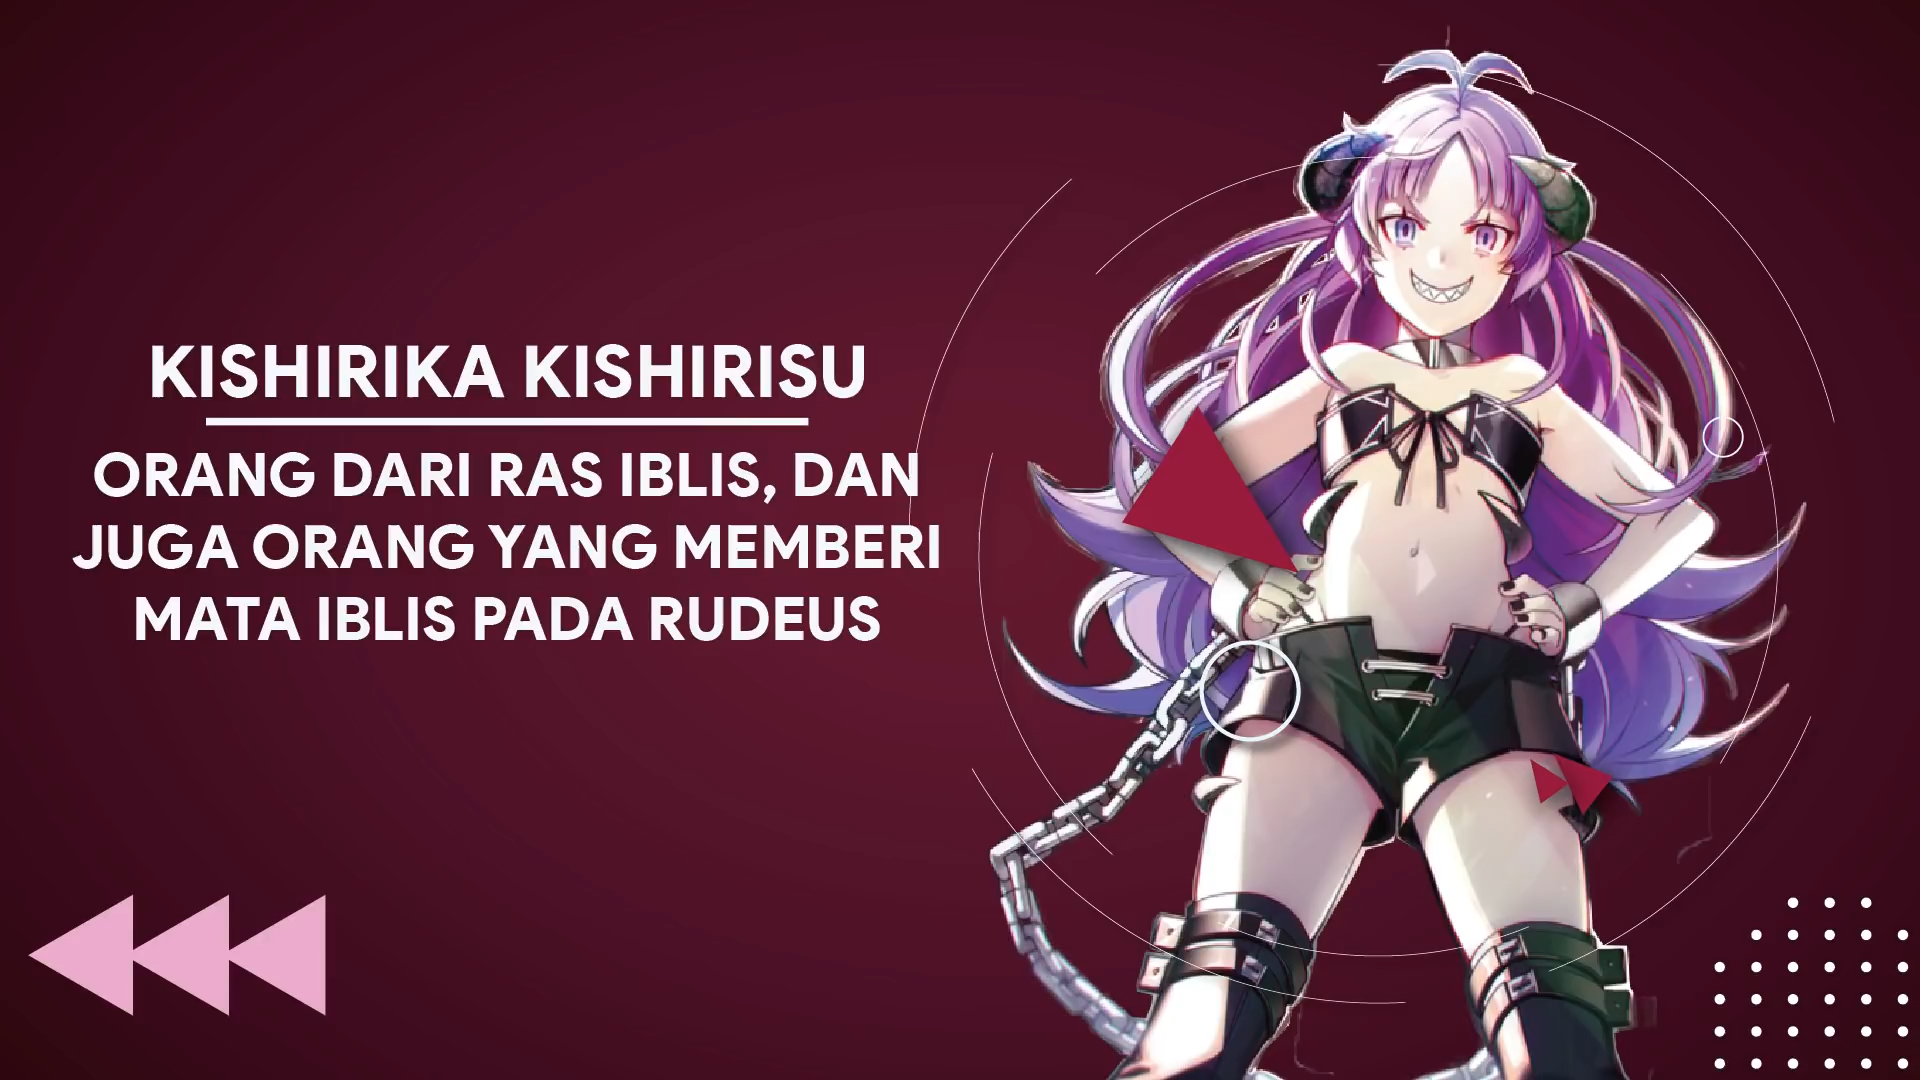 KISHIRIKA KISHIRISU
ORANG DARI RAS IBLIS, DAN
JUGA ORANG YANG MEMBERI
MATA IBLIS PADA RUDEUS